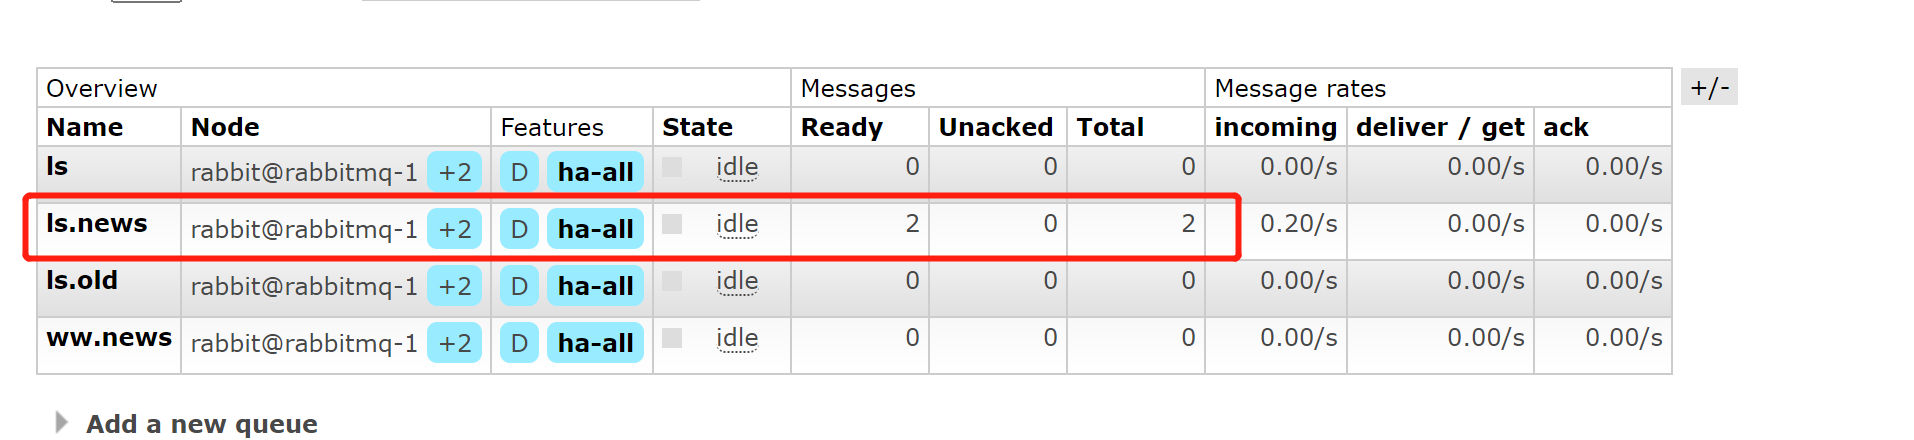 Overview Messages Message rates +/-
Name Node Features State Ready Unacked Total incoming deliver / get ack
ls rabbit@rabbitmq-1 +2 D ha-all idle 0 0 0 0.00/s 0.00/s 0.00/s
ls.news rabbit@rabbitmq-1 +2 D ha-all idle 2 0 2 0.20/s 0.00/s 0.00/s
ls.old rabbit@rabbitmq-1 +2 D ha-all idle 0 0 0 0.00/s 0.00/s 0.00/s
ww.news rabbit@rabbitmq-1 +2 D ha-all idle 0 0 0 0.00/s 0.00/s 0.00/s
Add a new queue